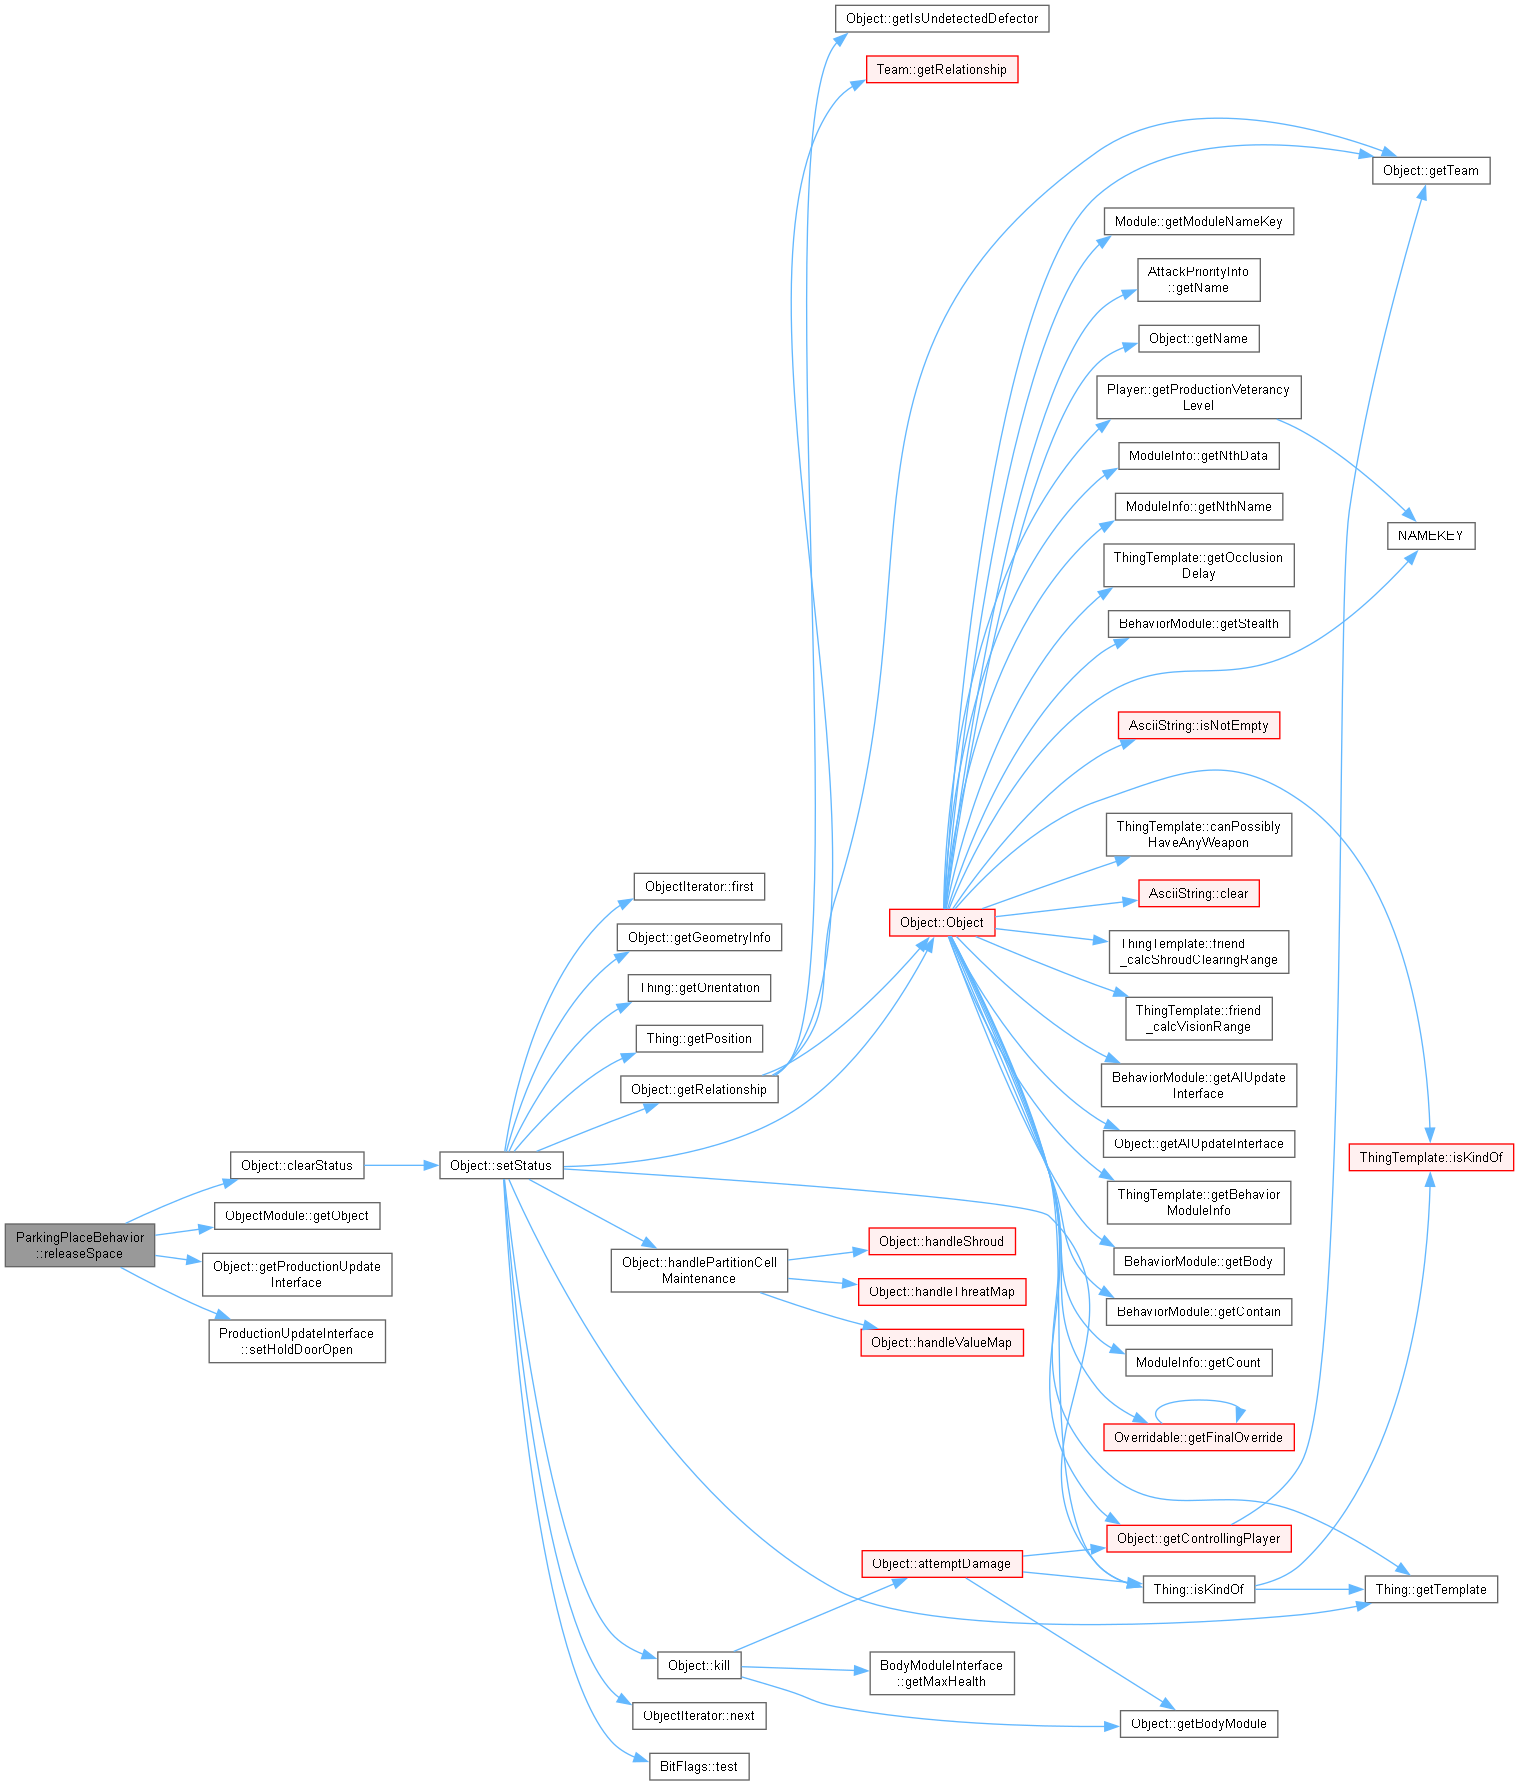 Object::getIsUndetectedDefector
Team::getRelationship
Object::getTeam
Module::getModuleNameKey
AttackPriorityInfo
::getName
Object::getName
Player::getProductionVeterancy
Level
ModuleInfo::getNthData
ModuleInfo::getNthName
NAMEKEY
ThingTemplate::getOcclusion
Delay
BehaviorModule::getStealth
AsciiString::isNotEmpty
ThingTemplate::canPossibly
HaveAnyWeapon
ObjectIterator::first
AsciiString::clear
Object::Object
Object::getGeometryInfo
ThingTemplate::friend
_calcShroudClearingRange
Thing::getOrientation
ThingTemplate::friend
_calcVisionRange
Thing::getPosition
Object::getRelationship
BehaviorModule::getAIUpdate
Interface
Object::getAIUpdateInterface
ThingTemplate::isKindOf
Object::clearStatus
Object::setStatus
ThingTemplate::getBehavior
ModuleInfo
ObjectModule::getObject
ParkingPlaceBehavior
::releaseSpace
Object::handleShroud
Object::getProductionUpdate
Interface
Object::handlePartitionCell
Maintenance
BehaviorModule::getBody
Object::handleThreatMap
BehaviorModule::getContain
ProductionUpdateInterface
::setHoldDoorOpen
Object::handleValueMap
ModuleInfo::getCount
Overridable::getFinalOverride
Object::getControllingPlayer
Object::attemptDamage
Thing::isKindOf
Thing::getTemplate
Object::kill
BodyModuleInterface
::getMaxHealth
ObjectIterator::next
Object::getBodyModule
BitFlags::test